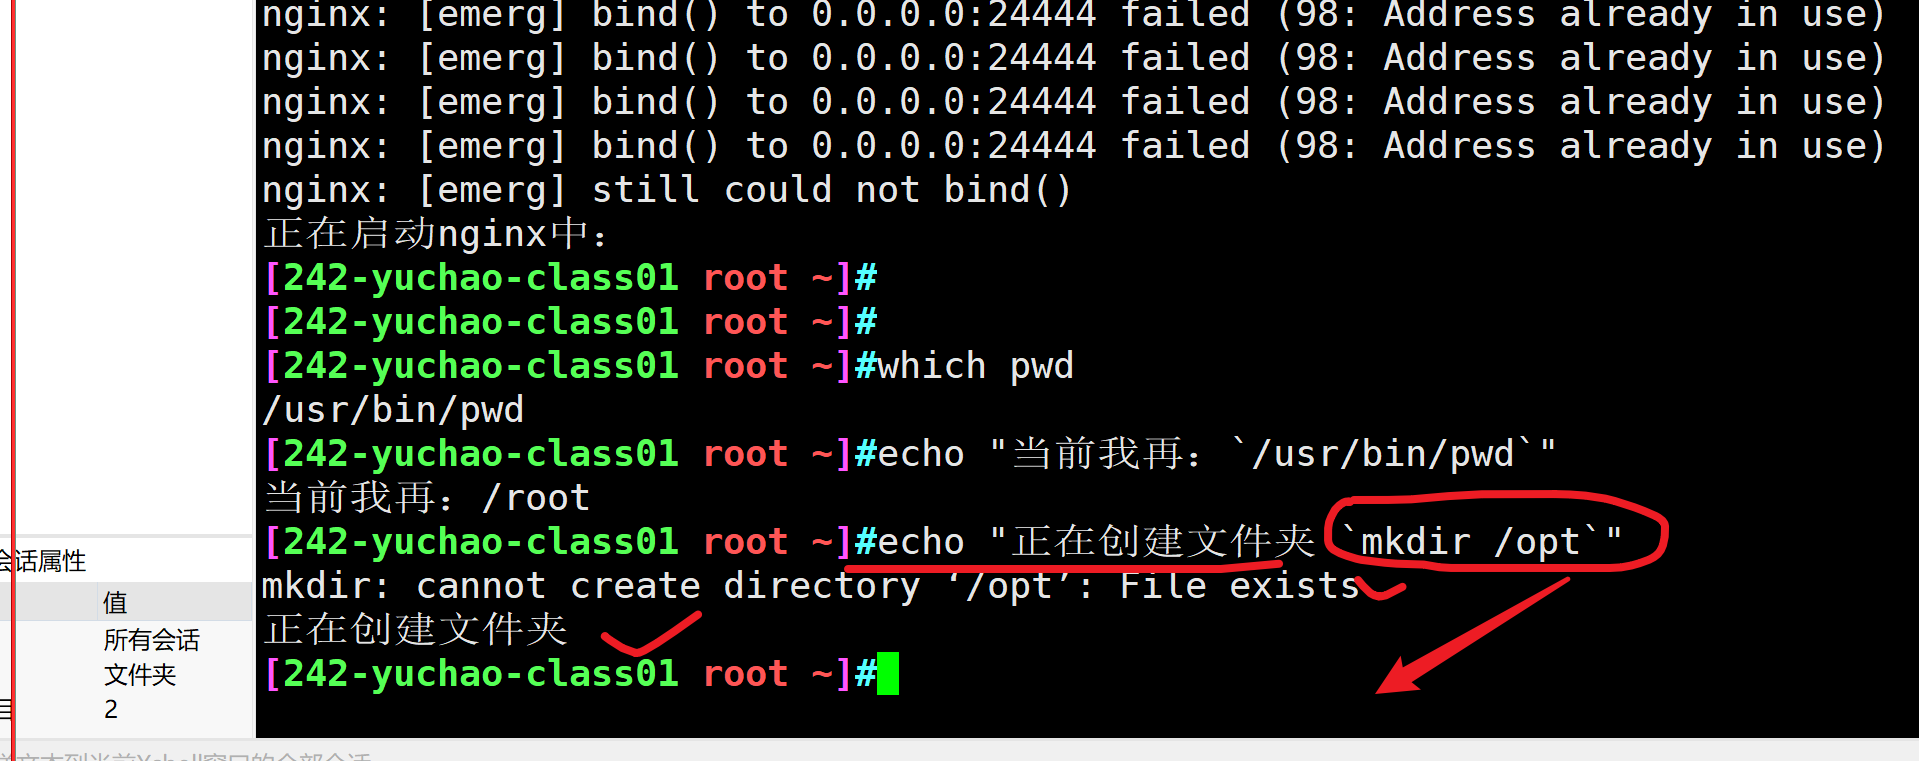 nginx: [emerg] bind() to 0.0.0.0:24444 failed (98: Address already in use)
nginx: [emerg] bind() to 0.0.0.0:24444 failed (98: Address already in use)
nginx: [emerg] bind() to 0.0.0.0:24444 failed (98: Address already in use)
nginx: [emerg] bind() to 0.0.0.0:24444 failed (98: Address already in use)
nginx: [emerg] still could not bind()
正在启动nginx中：
[242-yuchao-class01 root ~]#
[242-yuchao-class01 root ~]#
[242-yuchao-class01 root ~]#which pwd
/usr/bin/pwd
[242-yuchao-class01 root ~]#echo "当前我再：`/usr/bin/pwd`"
当前我再：/root
[242-yuchao-class01 root ~]#echo "正在创建文件夹 `mkdir /opt`"
mkdir: cannot create directory ‘/opt’: File exists
正在创建文件夹
[242-yuchao-class01 root ~]#
会话属性
值
所有会话
文件夹
2